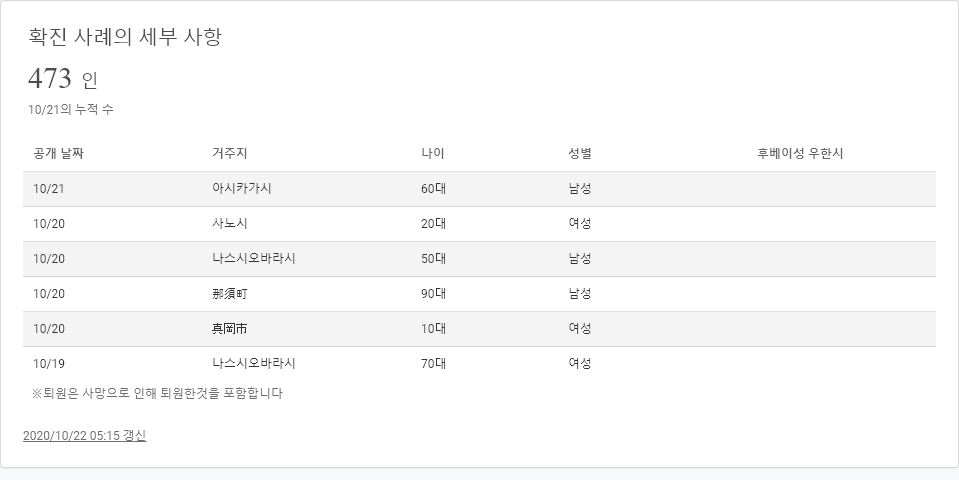 확진 사례의 세부 사항
473 인
10/21의 누적 수
공개 날짜 거주지 나이 성별 후베이성 우한시
10/21 아시카가시 60대 남성
10/20 사노시 20대 여성
10/20 나스시오바라시 50대 남성
10/20 那須町 90대 남성
10/20 真岡市 10대 여성
10/19 나스시오바라시 70대 여성
※퇴원은 사망으로 인해 퇴원한것을 포함합니다
2020/10/22 05:15 갱신